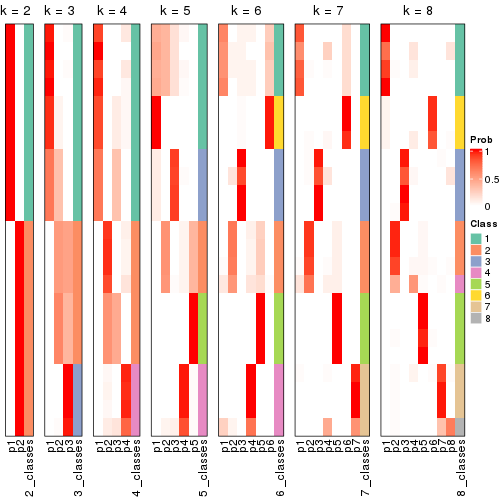 k = 2 k = 3 k = 4 k = 5 k = 6 k = 7 k = 8
Prob
1
0.5
0
Class
1
2
3
4
5
6
7
8
p1 p2 2_classes
p1 p2 p3 3_classes
p1 p2 p3 p4 4_classes
p1 p2 p3 p4 p5 5_classes
p1 p2 p3 p4 p5 p6 6_classes
p1 p2 p3 p4 p5 p6 p7 7_classes
p1 p2 p3 p4 p5 p6 p7 p8 8_classes